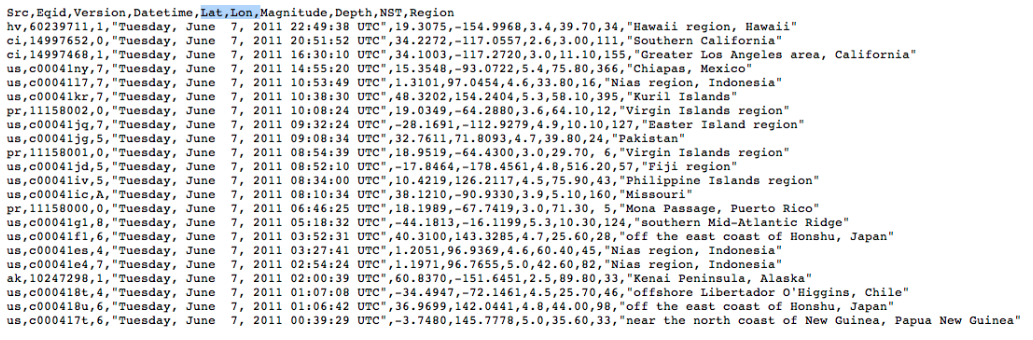 Src,Eqid,Version,Datetime,Lat,Lon,Magnitude,Depth,NST,Region
hv,60239711,1,"Tuesday, June  7, 2011 22:49:38 UTC",19.3075,-154.9968,3.4,39.70,34,"Hawaii region, Hawaii"
ci,14997652,0,"Tuesday, June  7, 2011 20:51:52 UTC",34.2272,-117.0557,2.6,3.00,111,"Southern California"
ci,14997468,1,"Tuesday, June  7, 2011 16:30:10 UTC",34.1003,-117.2720,3.0,11.10,155,"Greater Los Angeles area, California"
us,c00041ny,7,"Tuesday, June  7, 2011 14:55:20 UTC",15.3548,-93.0722,5.4,75.80,366,"Chiapas, Mexico"
us,c00041l7,7,"Tuesday, June  7, 2011 10:53:49 UTC",1.3101,97.0454,4.6,33.80,16,"Nias region, Indonesia"
us,c00041kr,7,"Tuesday, June  7, 2011 10:38:30 UTC",48.3202,154.2404,5.3,58.10,395,"Kuril Islands"
pr,11158002,0,"Tuesday, June  7, 2011 10:08:24 UTC",19.0349,-64.2880,3.6,64.10,12,"Virgin Islands region"
us,c00041jq,7,"Tuesday, June  7, 2011 09:32:24 UTC",-28.1691,-112.9279,4.9,10.10,127,"Easter Island region"
us,c00041jg,5,"Tuesday, June  7, 2011 09:08:34 UTC",32.7611,71.8093,4.7,39.80,24,"Pakistan"
pr,11158001,0,"Tuesday, June  7, 2011 08:54:39 UTC",18.9519,-64.4300,3.0,29.70, 6,"Virgin Islands region"
us,c00041jd,5,"Tuesday, June  7, 2011 08:52:10 UTC",-17.8464,-178.4561,4.8,516.20,57,"Fiji region"
us,c00041iv,5,"Tuesday, June  7, 2011 08:34:00 UTC",10.4219,126.2117,4.5,75.90,43,"Philippine Islands region"
us,c00041ic,A,"Tuesday, June  7, 2011 08:10:34 UTC",38.1210,-90.9330,3.9,5.10,160,"Missouri"
pr,11158000,0,"Tuesday, June  7, 2011 06:46:25 UTC",18.1989,-67.7419,3.0,71.30, 5,"Mona Passage, Puerto Rico"
us,c00041g1,8,"Tuesday, June  7, 2011 05:18:32 UTC",-44.1813,-16.1199,5.3,10.30,124,"southern Mid-Atlantic Ridge"
us,c00041f1,6,"Tuesday, June  7, 2011 03:52:31 UTC",40.3100,143.3285,4.7,25.60,28,"off the east coast of Honshu, Japan"
us,c00041es,4,"Tuesday, June  7, 2011 03:27:41 UTC",1.2051,96.9369,4.6,60.40,45,"Nias region, Indonesia"
us,c00041e4,7,"Tuesday, June  7, 2011 02:54:24 UTC",1.1971,96.7655,5.0,42.60,82,"Nias region, Indonesia"
ak,10247298,1,"Tuesday, June  7, 2011 02:00:39 UTC",60.8370,-151.6451,2.5,89.80,33,"Kenai Peninsula, Alaska"
us,c000418t,4,"Tuesday, June  7, 2011 01:07:08 UTC",-34.4947,-72.1461,4.5,25.70,46,"offshore Libertador O'Higgins, Chile"
us,c000418u,6,"Tuesday, June  7, 2011 01:06:42 UTC",36.9699,142.0441,4.8,44.00,98,"off the east coast of Honshu, Japan"
us,c000417t,6,"Tuesday, June  7, 2011 00:39:29 UTC",-3.7480,145.7778,5.0,35.60,33,"near the north coast of New Guinea, Papua New Guinea"